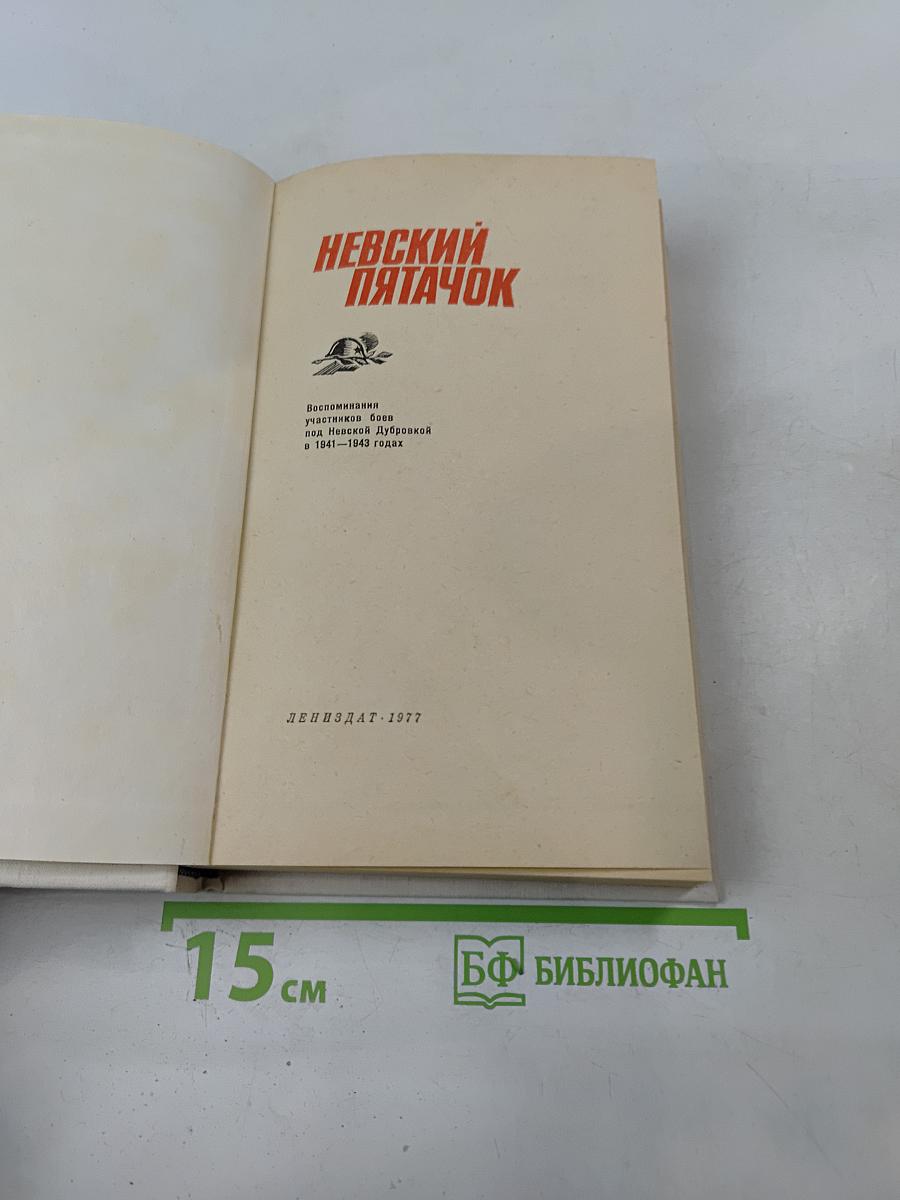 НЕВСКИЙ
ПЯТАЧОК
Воспоминания
участников боев
под Невской Дубровкой
в 1941—1943 годах
ЛЕНИЗДАТ · 1977
15 см
БФ БИБЛИОФАН